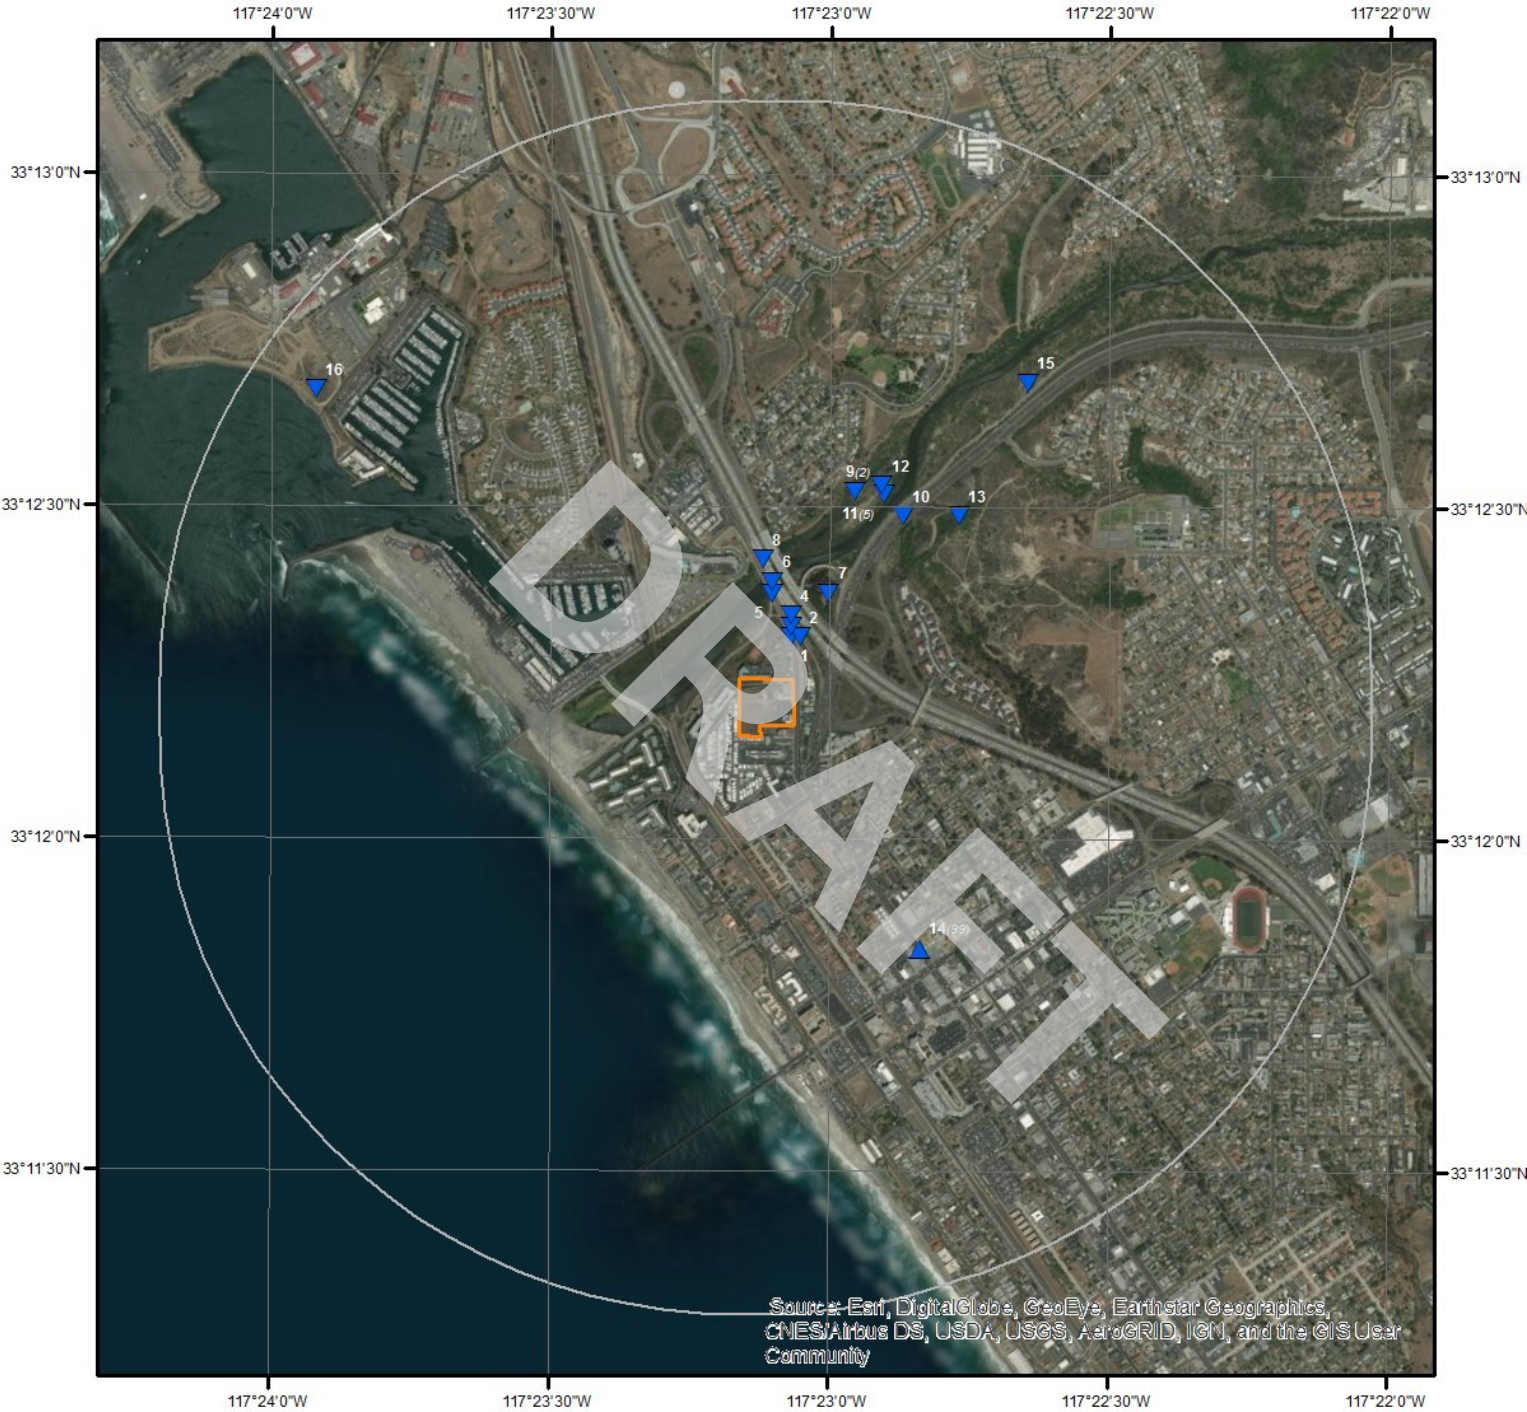 117°24'0"W
117°23'30"W
117°23'0"W
117°22'30"W
117°22'0"W
33°13'0"N
33°13'0"N
16
15
9(2)
12
33°12'30"N
11(5)
10
13
33°12'30"N
8
6
7
4
5
2
1
DRAFT
33°12'0"N
33°12'0"N
14(99)
33°11'30"N
33°11'30"N
Source: Esri, DigitalGlobe, GeoEye, Earthstar Geographics,
CNES/Airbus DS, USDA, USGS, AeroGRID, IGN, and the GIS User
Community
117°24'0"W
117°23'30"W
117°23'0"W
117°22'30"W
117°22'0"W